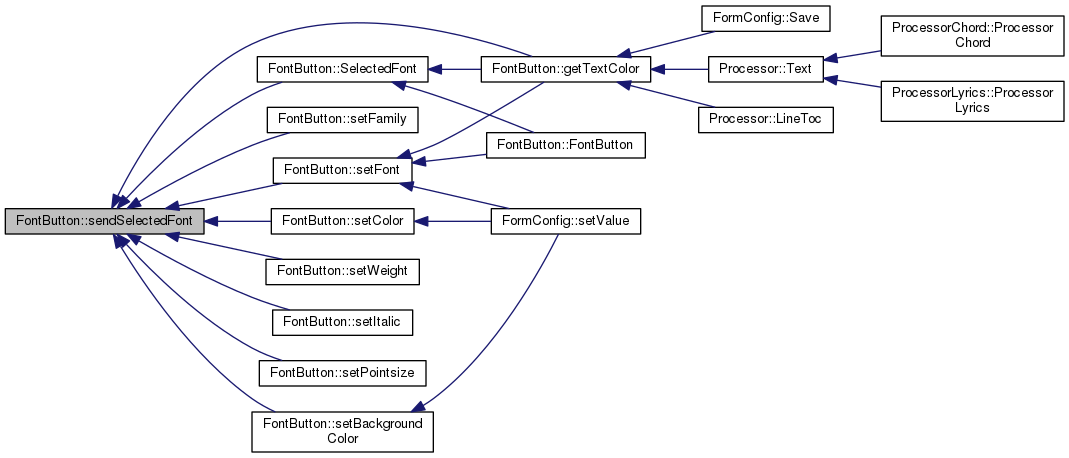 FormConfig::Save
ProcessorChord::Processor
Chord
FontButton::SelectedFont
FontButton::getTextColor
Processor::Text
ProcessorLyrics::Processor
Lyrics
FontButton::setFamily
Processor::LineToc
FontButton::FontButton
FontButton::setFont
FontButton::sendSelectedFont
FontButton::setColor
FormConfig::setValue
FontButton::setWeight
FontButton::setItalic
FontButton::setPointsize
FontButton::setBackground
Color